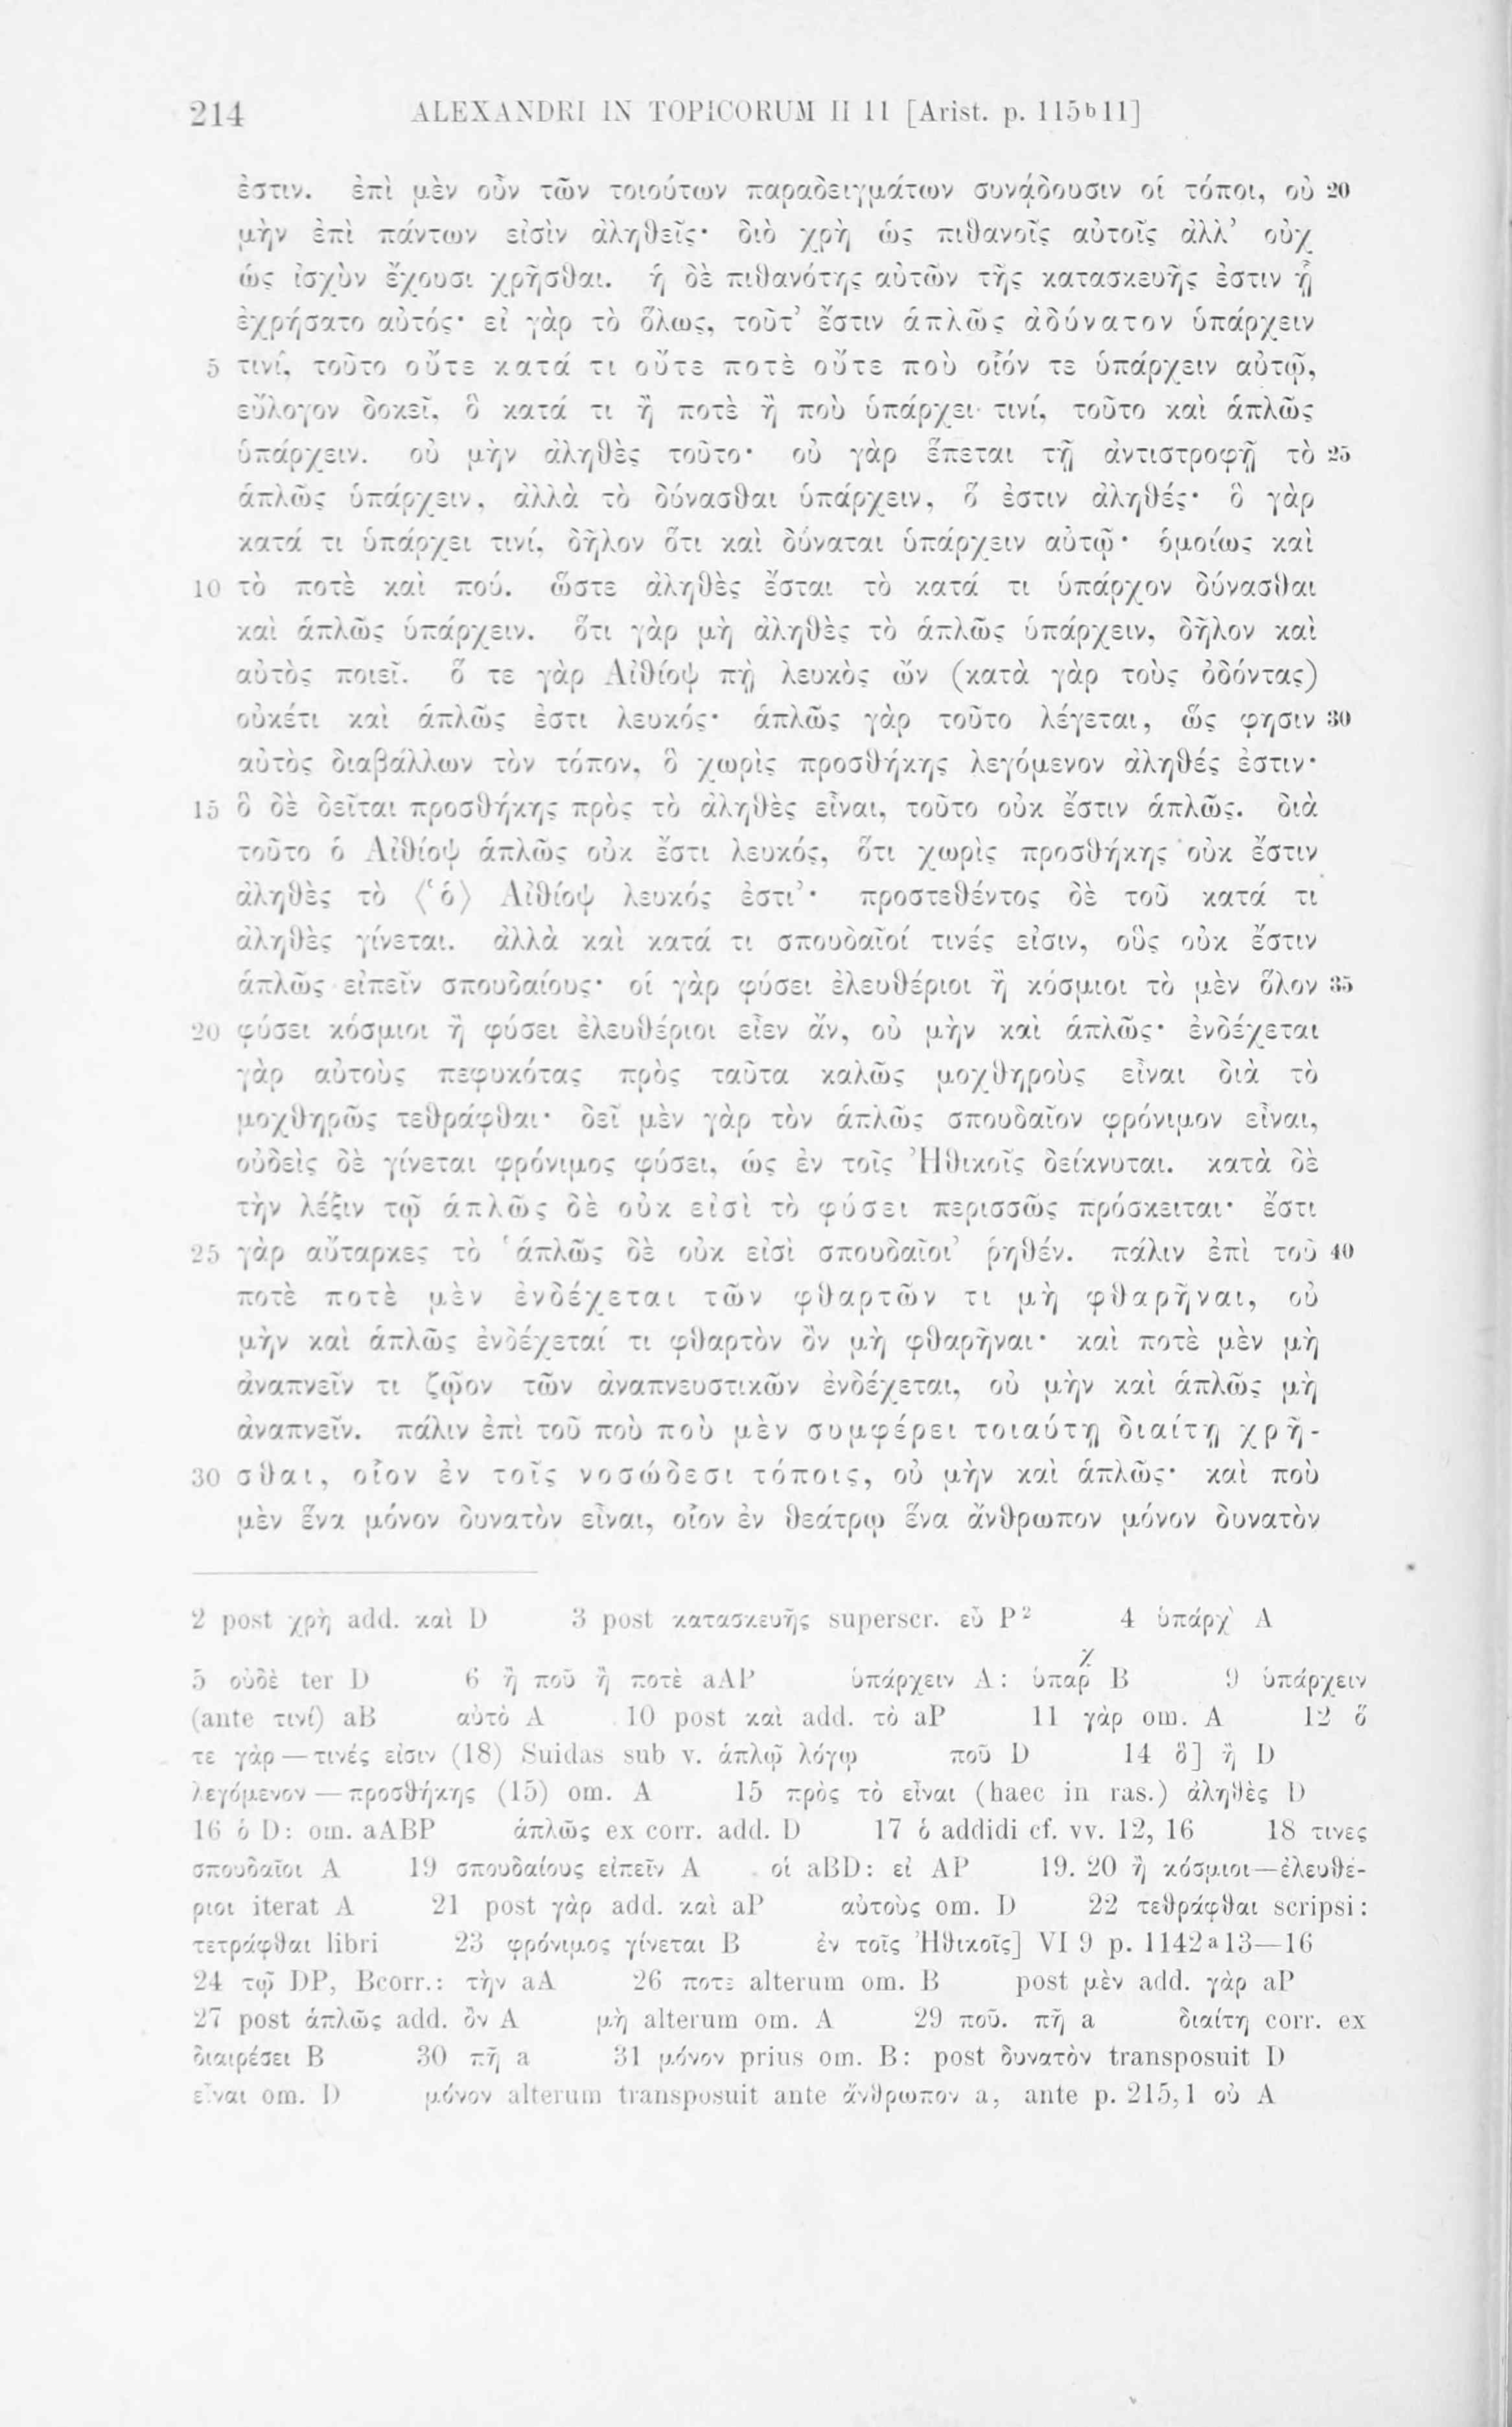 214 ALEXANDRI IN TOPICORUM II 11 [Arist. p. 115b11]
ἐστιν. ἐπὶ μὲν οὖν τῶν τοιούτων παραδειγμάτων συνᾴδουσιν οἱ τόποι, οὐ 20
μὴν ἐπὶ πάντων εἰσὶν ἀληθεῖς· διὸ χρὴ ὡς πιθανοῖς αὐτοῖς ἀλλ’ οὐχ
ὡς ἰσχὺν ἔχουσι χρῆσθαι. ἡ δὲ πιθανότης αὐτῶν τῆς κατασκευῆς ἐστιν ᾗ
ἐχρήσατο αὐτός· εἰ γὰρ τὸ ὅλως, τοῦτ’ ἔστιν ἁπλῶς ἀδύνατον ὑπάρχειν
5 τινί, τοῦτο οὔτε κατά τι οὔτε ποτὲ οὔτε ποὺ οἷόν τε ὑπάρχειν αὐτῷ,
εὔλογον δοκεῖ, ὃ κατά τι ἢ ποτὲ ἢ ποὺ ὑπάρχει τινί, τοῦτο καὶ ἁπλῶς
ὑπάρχειν. οὐ μὴν ἀληθὲς τοῦτο· οὐ γὰρ ἕπεται τῇ ἀντιστροφῇ τὸ 25
ἁπλῶς ὑπάρχειν, ἀλλὰ τὸ δύνασθαι ὑπάρχειν, ὅ ἐστιν ἀληθές· ὃ γὰρ
κατά τι ὑπάρχει τινί, δῆλον ὅτι καὶ δύναται ὑπάρχειν αὐτῷ· ὁμοίως καὶ
10 τὸ ποτὲ καὶ πού. ὥστε ἀληθὲς ἔσται τὸ κατά τι ὑπάρχον δύνασθαι
καὶ ἁπλῶς ὑπάρχειν. ὅτι γὰρ μὴ ἀληθὲς τὸ ἁπλῶς ὑπάρχειν, δῆλον καὶ
αὐτὸς ποιεῖ. ὅ τε γὰρ Αἰθίοψ πῂ λευκὸς ὢν (κατὰ γὰρ τοὺς ὀδόντας)
οὐκέτι καὶ ἁπλῶς ἐστι λευκός· ἁπλῶς γὰρ τοῦτο λέγεται, ὥς φησιν 30
αὐτὸς διαβάλλων τὸν τόπον, ὃ χωρὶς προσθήκης λεγόμενον ἀληθές ἐστιν·
15 ὃ δὲ δεῖται προσθήκης πρὸς τὸ ἀληθὲς εἶναι, τοῦτο οὐκ ἔστιν ἁπλῶς. διὰ
τοῦτο ὁ Αἰθίοψ ἁπλῶς οὐκ ἔστι λευκός, ὅτι χωρὶς προσθήκης οὐκ ἔστιν
ἀληθὲς τὸ ⟨‘ὁ⟩ Αἰθίοψ λευκός ἐστι’· προστεθέντος δὲ τοῦ κατά τι
ἀληθὲς γίνεται. ἀλλὰ καὶ κατά τι σπουδαῖοί τινές εἰσιν, οὓς οὐκ ἔστιν
ἁπλῶς εἰπεῖν σπουδαίους· οἱ γὰρ φύσει ἐλευθέριοι ἢ κόσμιοι τὸ μὲν ὅλον 35
20 φύσει κόσμιοι ἢ φύσει ἐλευθέριοι εἶεν ἄν, οὐ μὴν καὶ ἁπλῶς· ἐνδέχεται
γὰρ αὐτοὺς πεφυκότας πρὸς ταῦτα καλῶς μοχθηροὺς εἶναι διὰ τὸ
μοχθηρῶς τεθράφθαι· δεῖ μὲν γὰρ τὸν ἁπλῶς σπουδαῖον φρόνιμον εἶναι,
οὐδεὶς δὲ γίνεται φρόνιμος φύσει, ὡς ἐν τοῖς Ἠθικοῖς δείκνυται. κατὰ δὲ
τὴν λέξιν τῷ ἁπλῶς δὲ οὐκ εἰσὶ τὸ φύσει περισσῶς πρόσκειται· ἔστι
25 γὰρ αὔταρκες τὸ ‘ἁπλῶς δὲ οὐκ εἰσὶ σπουδαῖοι’ ῥηθέν. πάλιν ἐπὶ τοῦ 40
ποτὲ ποτὲ μὲν ἐνδέχεται τῶν φθαρτῶν τι μὴ φθαρῆναι, οὐ
μὴν καὶ ἁπλῶς ἐνδέχεταί τι φθαρτὸν ὂν μὴ φθαρῆναι· καὶ ποτὲ μὲν μὴ
ἀναπνεῖν τι ζῷον τῶν ἀναπνευστικῶν ἐνδέχεται, οὐ μὴν καὶ ἁπλῶς μὴ
ἀναπνεῖν. πάλιν ἐπὶ τοῦ ποὺ ποὺ μὲν συμφέρει τοιαύτῃ διαίτῃ χρῆ-
30 σθαι, οἷον ἐν τοῖς νοσώδεσι τόποις, οὐ μὴν καὶ ἁπλῶς· καὶ ποὺ
μὲν ἕνα μόνον δυνατὸν εἶναι, οἷον ἐν θεάτρῳ ἕνα ἄνθρωπον μόνον δυνατὸν
2 post χρὴ add. καὶ D 3 post κατασκευῆς superscr. εὖ P² 4 ὑπάρχ` A
5 οὐδὲ ter D 6 ἢ ποῦ ἢ ποτὲ aAP ὑπάρχειν A: ὑπαρχ B 9 ὑπάρχειν
(ante τινί) aB αὐτὸ A 10 post καὶ add. τὸ aP 11 γὰρ om. A 12 ὅ
τε γὰρ — τινές εἰσιν (18) Suidas sub v. ἁπλῷ λόγῳ ποῦ D 14 ὃ] ἢ D
λεγόμενον — προσθήκης (15) om. A 15 πρὸς τὸ εἶναι (haec in ras.) ἀληθὲς D
16 ὁ D: om. aABP ἁπλῶς ex corr. add. D 17 ὁ addidi cf. vv. 12, 16 18 τινες
σπουδαῖοι A 19 σπουδαίους εἰπεῖν A οἱ aBD: εἰ AP 19. 20 ἢ κόσμιοι—ἐλευθέ-
ριοι iterat A 21 post γὰρ add. καὶ aP αὐτοὺς om. D 22 τεθράφθαι scripsi:
τετράφθαι libri 23 φρόνιμος γίνεται B ἐν τοῖς Ἠθικοῖς] VI 9 p. 1142a13—16
24 τῷ DP, Bcorr.: τὴν aA 26 ποτε alterum om. B post μὲν add. γὰρ aP
27 post ἁπλῶς add. ὂν A μὴ alterum om. A 29 ποῦ. πῆ a διαίτῃ corr. ex
διαιρέσει B 30 πῆ a 31 μόνον prius om. B: post δυνατὸν transposuit D
εἶναι om. D μόνον alterum transposuit ante ἄνθρωπον a, ante p. 215,1 οὐ A